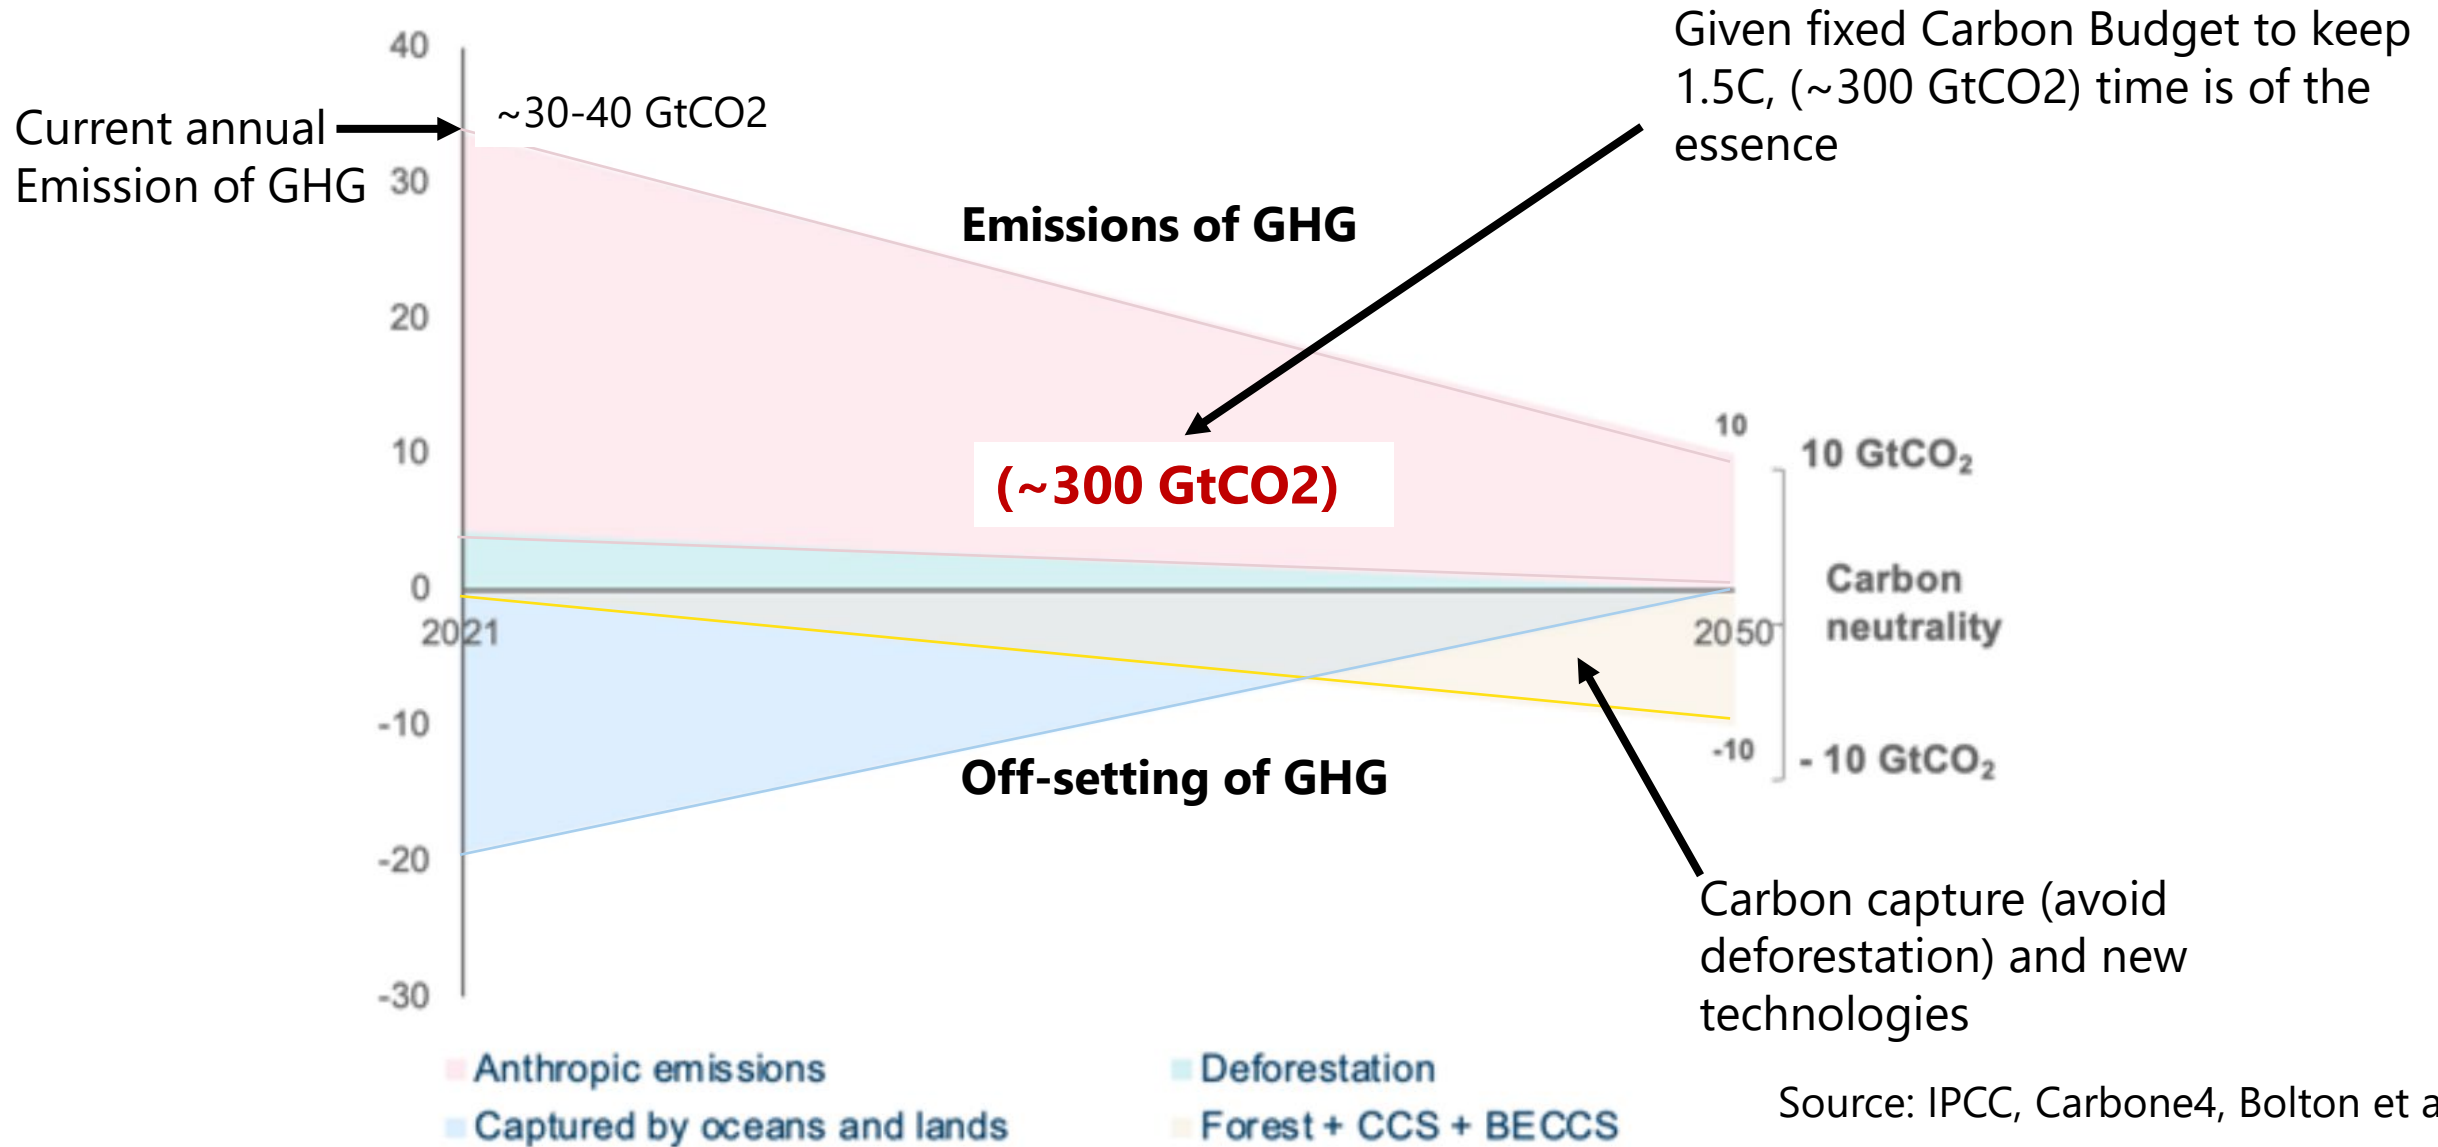 Given fixed Carbon Budget to keep
1.5C, (~300 GtCO2) time is of the
essence
40
~30-40 GtCO2
Current annual
Emission of GHG
30
Emissions of GHG
20
10
(~300 GtCO2)
10
10 GtCO₂
0
2021
2050
Carbon
neutrality
-10
Off-setting of GHG
-10
- 10 GtCO₂
-20
Carbon capture (avoid
deforestation) and new
technologies
-30
Anthropic emissions
Deforestation
Captured by oceans and lands
Forest + CCS + BECCS
Source: IPCC, Carbone4, Bolton et a